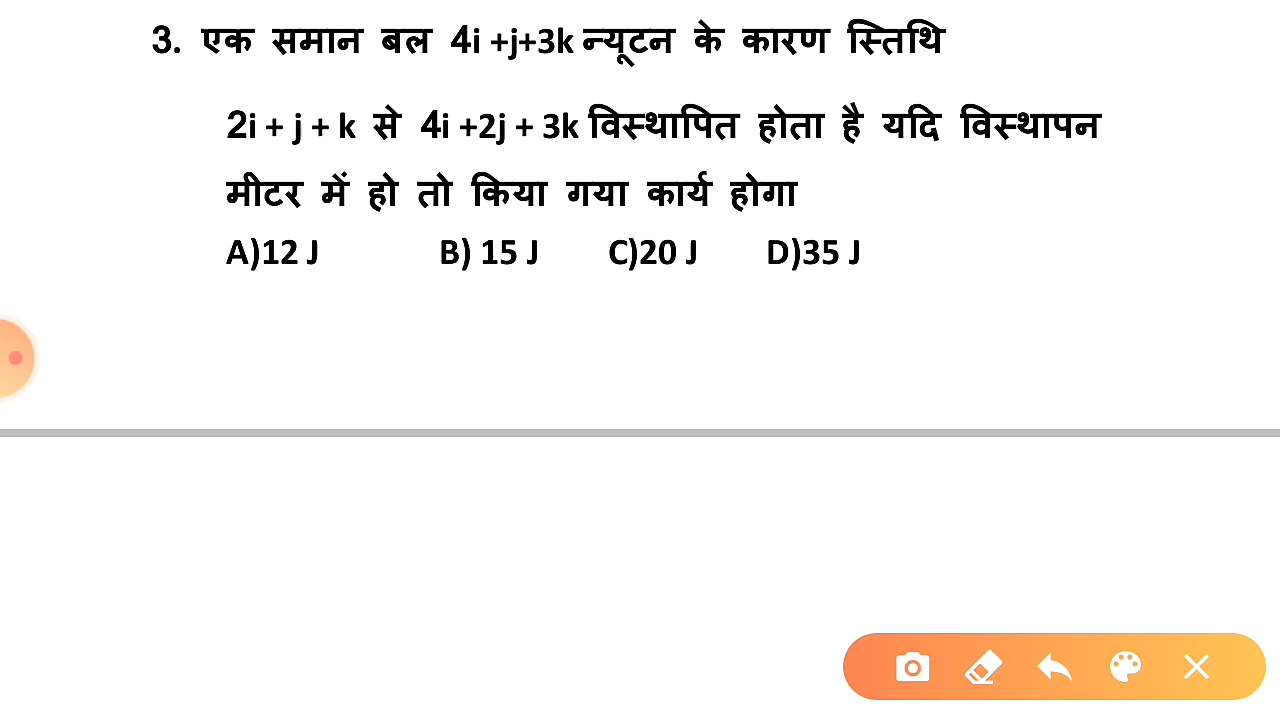 3. एक समान बल 4i +j+3k न्यूटन के कारण स्तिथि
2i + j + k से 4i +2j + 3k विस्थापित होता है यदि विस्थापन
मीटर में हो तो किया गया कार्य होगा
A)12 J B) 15 J C)20 J D)35 J